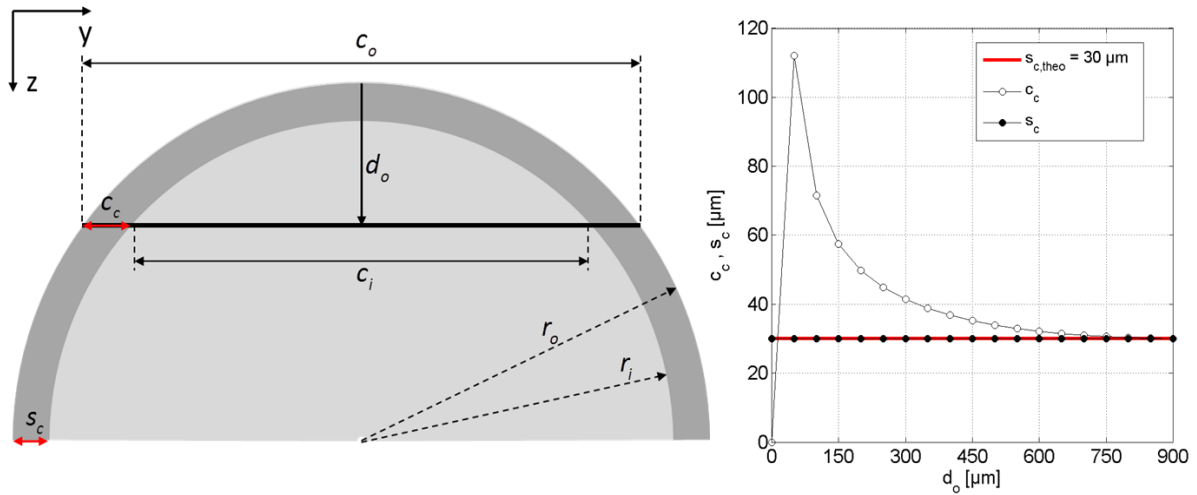 y
z
c_o
d_o
c_c
c_i
r_o
r_i
s_c
120
100
80
60
40
20
0
c_c , s_c [µm]
s_c,theo = 30 µm
c_c
s_c
0 150 300 450 600 750 900
d_o [µm]